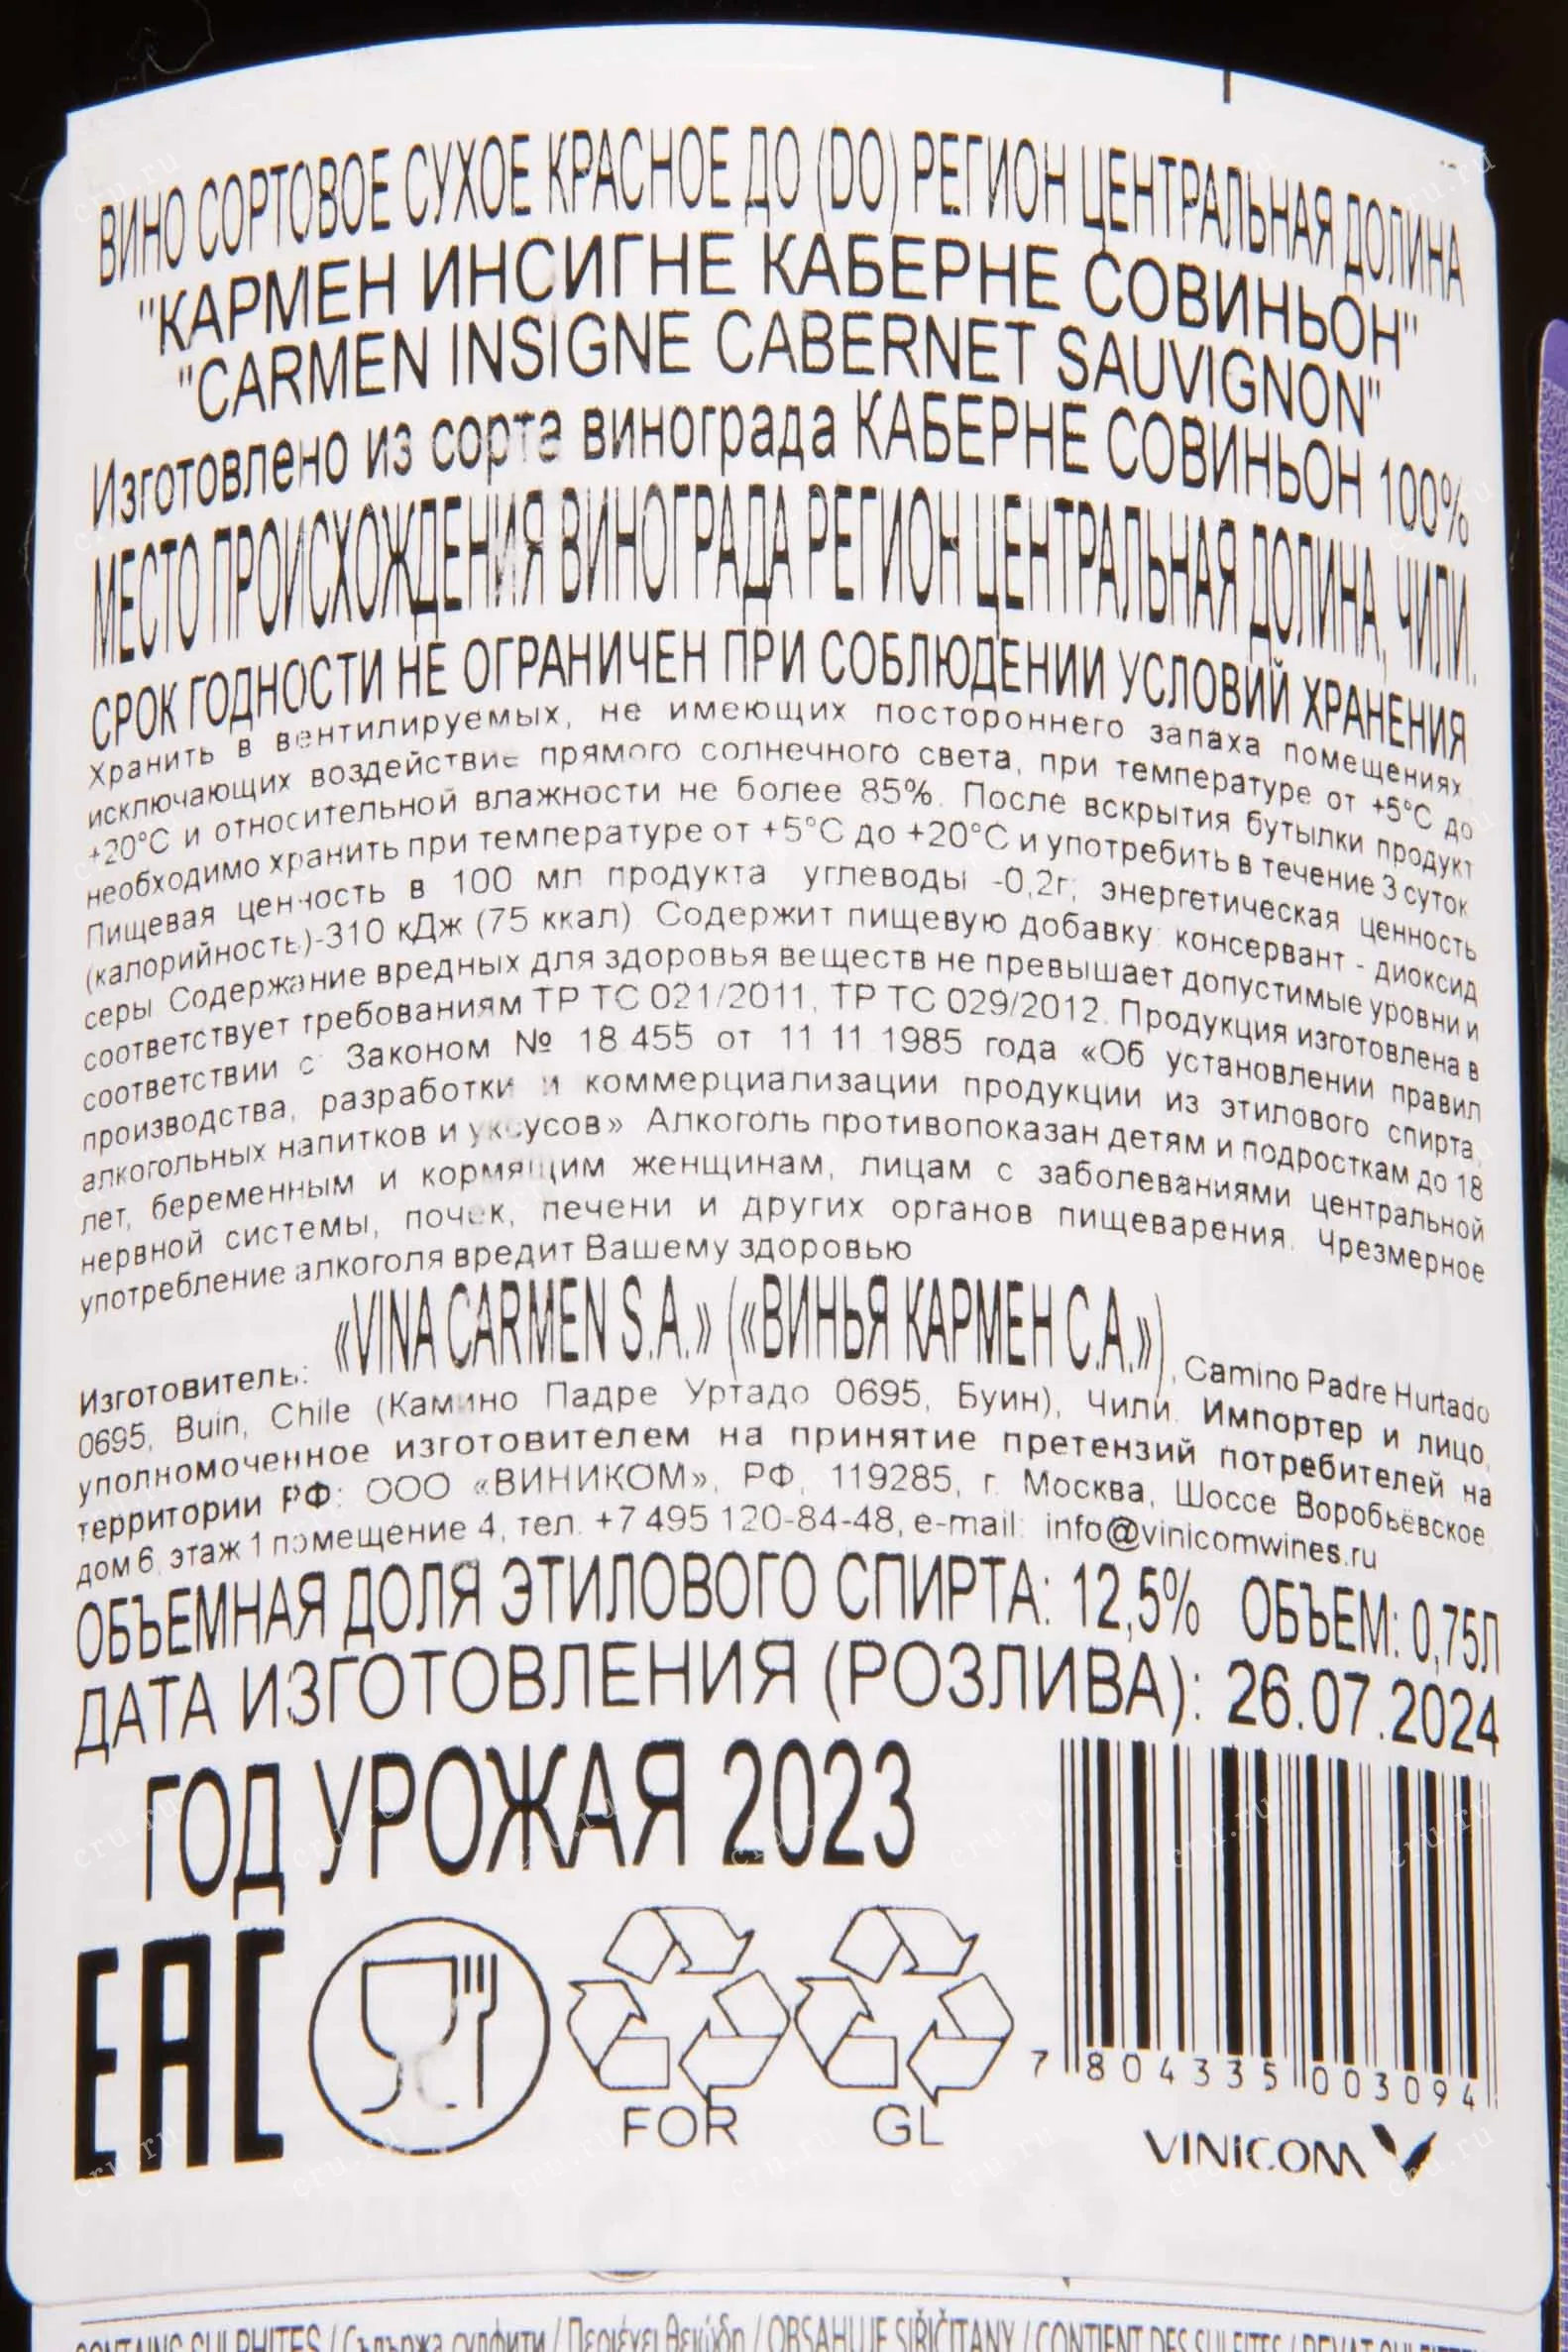 ВИНО СОРТОВОЕ СУХОЕ КРАСНОЕ ДО (DO) РЕГИОН ЦЕНТРАЛЬНАЯ ДОЛИНА
"КАРМЕН ИНСИГНЕ КАБЕРНЕ СОВИНЬОН"
"CARMEN INSIGNE CABERNET SAUVIGNON"
Изготовлено из сорта винограда КАБЕРНЕ СОВИНЬОН 100%
МЕСТО ПРОИСХОЖДЕНИЯ ВИНОГРАДА РЕГИОН ЦЕНТРАЛЬНАЯ ДОЛИНА, ЧИЛИ.
СРОК ГОДНОСТИ НЕ ОГРАНИЧЕН ПРИ СОБЛЮДЕНИИ УСЛОВИЙ ХРАНЕНИЯ
Хранить в вентилируемых, не имеющих постороннего запаха помещениях,
исключающих воздействие прямого солнечного света, при температуре от +5°С до
+20°С и относительной влажности не более 85%. После вскрытия бутылки продукт
необходимо хранить при температуре от +5°С до +20°С и употребить в течение 3 суток
Пищевая ценность в 100 мл продукта углеводы -0,2г; энергетическая ценность
(калорийность)-310 кДж (75 ккал) Содержит пищевую добавку: консервант - диоксид
серы Содержание вредных для здоровья веществ не превышает допустимые уровни и
соответствует требованиям ТР ТС 021/2011, ТР ТС 029/2012. Продукция изготовлена в
соответствии с Законом № 18 455 от 11 11 1985 года «Об установлении правил
производства, разработки и коммерциализации продукции из этилового спирта,
алкогольных напитков и уксусов» Алкоголь противопоказан детям и подросткам до 18
лет, беременным и кормящим женщинам, лицам с заболеваниями центральной
нервной системы, почек, печени и других органов пищеварения. Чрезмерное
употребление алкоголя вредит Вашему здоровью
Изготовитель: «VINA CARMEN S.A.» («ВИНЬЯ КАРМЕН С.А.»), Camino Padre Hurtado
0695, Buin, Chile (Камино Падре Уртадо 0695, Буин), Чили. Импортер и лицо,
уполномоченное изготовителем на принятие претензий потребителей на
территории РФ: ООО «ВИНИКОМ», РФ, 119285, г. Москва, Шоссе Воробьёвское,
дом 6, этаж 1 помещение 4, тел. +7 495 120-84-48, e-mail: info@vinicomwines.ru
ОБЪЕМНАЯ ДОЛЯ ЭТИЛОВОГО СПИРТА: 12,5% ОБЪЕМ: 0,75Л
ДАТА ИЗГОТОВЛЕНИЯ (РОЗЛИВА): 26.07.2024
ГОД УРОЖАЯ 2023
EAC
FOR GL
7 804335 003094
VINICOM
CONTAINS SULPHITES / Съдържа сулфити / Περιέχει θειώδη / OBSAHUJE SIŘIČITANY / CONTIENT DES SULFITES /